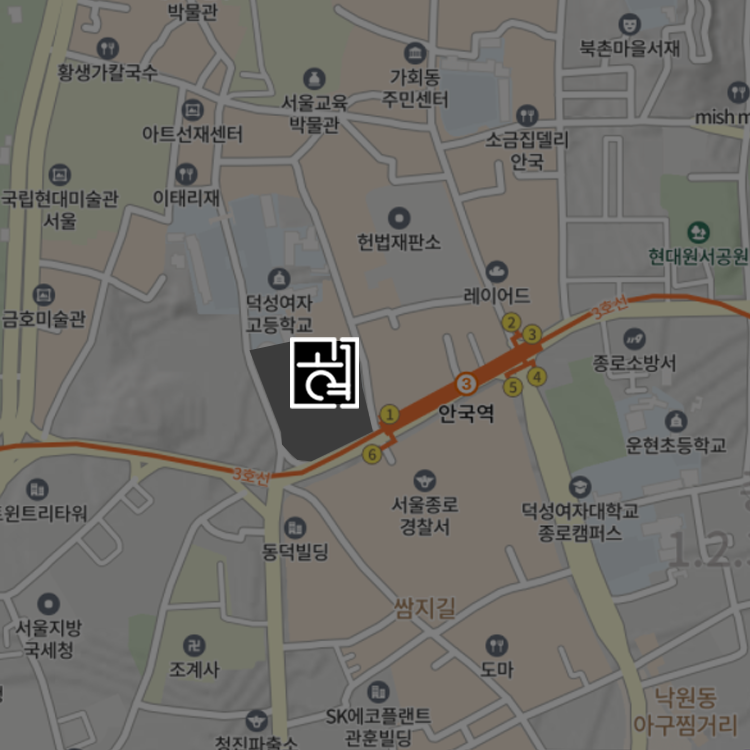 박물관
황생가칼국수
서울교육
박물관
가회동
주민센터
북촌마을서재
mish m
아트선재센터
소금집델리
안국
국립현대미술관
서울
이태리재
헌법재판소
현대원서공원
금호미술관
덕성여자
고등학교
레이어드
3호선
2
3
종로소방서
3
5
4
안국역
1
6
운현초등학교
3호선
트윈트리타워
서울종로
경찰서
덕성여자대학교
종로캠퍼스
동덕빌딩
1.2.3
쌈지길
서울지방
국세청
조계사
도마
SK에코플랜트
관훈빌딩
낙원동
아구찜거리
청진파출소